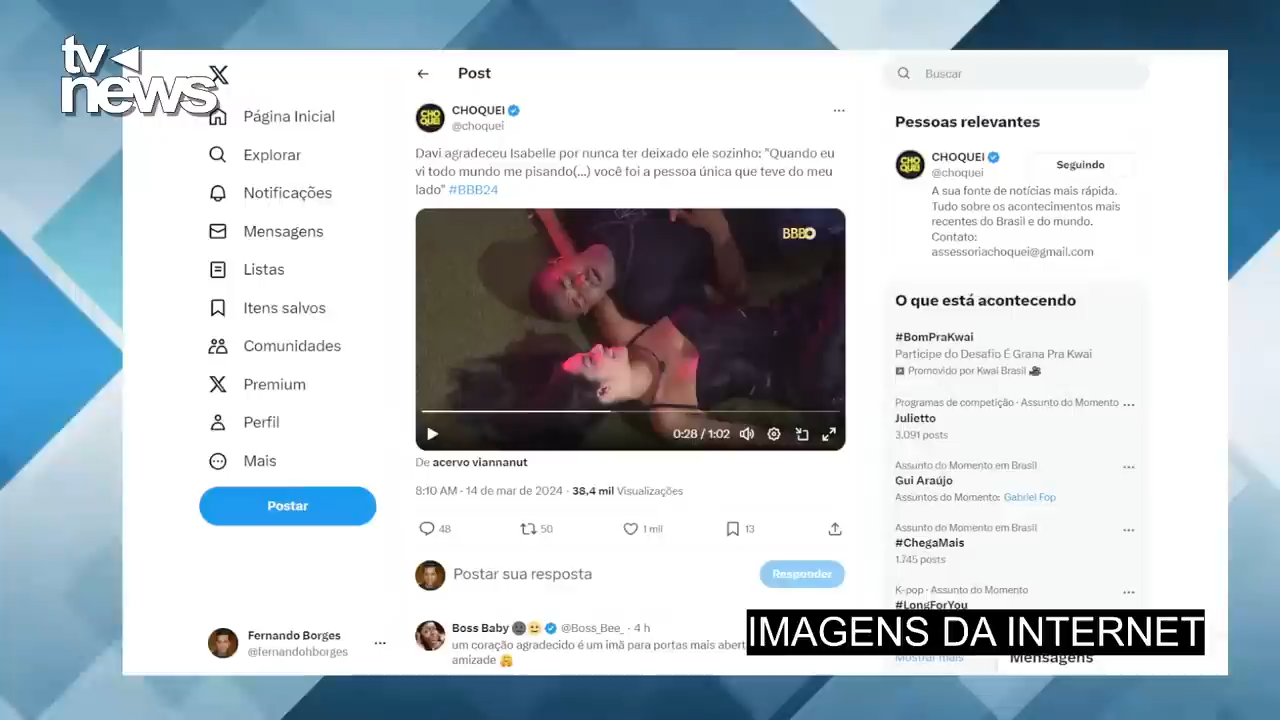 tv
news
Página Inicial
Explorar
Notificações
Mensagens
Listas
Itens salvos
Comunidades
Premium
Perfil
Mais
Postar
Fernando Borges
@fernandohborges
Post
CHOQUEI
@choquei
Davi agradeceu Isabelle por nunca ter deixado ele sozinho: "Quando eu
vi todo mundo me pisando(...) você foi a pessoa única que teve do meu
lado" #BBB24
BBB
0:28 / 1:02
De acervo viannanut
8:10 AM · 14 de mar de 2024 · 38,4 mil Visualizações
48 50 1 mil 13
Postar sua resposta
Responder
Boss Baby @Boss_Bee_ · 4 h
um coração agradecido é um imã para portas mais abert
amizade
Buscar
Pessoas relevantes
CHOQUEI
@choquei
Seguindo
A sua fonte de notícias mais rápida.
Tudo sobre os acontecimentos mais
recentes do Brasil e do mundo.
Contato:
assessoriachoquei@gmail.com
O que está acontecendo
#BomPraKwai
Participe do Desafio É Grana Pra Kwai
Promovido por Kwai Brasil
Programas de competição · Assunto do Momento
Julietto
3.091 posts
Assunto do Momento em Brasil
Gui Araújo
Assuntos do Momento: Gabriel Fop
Assunto do Momento em Brasil
#ChegaMais
1.745 posts
K-pop · Assunto do Momento
#LongForYou
IMAGENS DA INTERNET
Mostrar mais
Mensagens